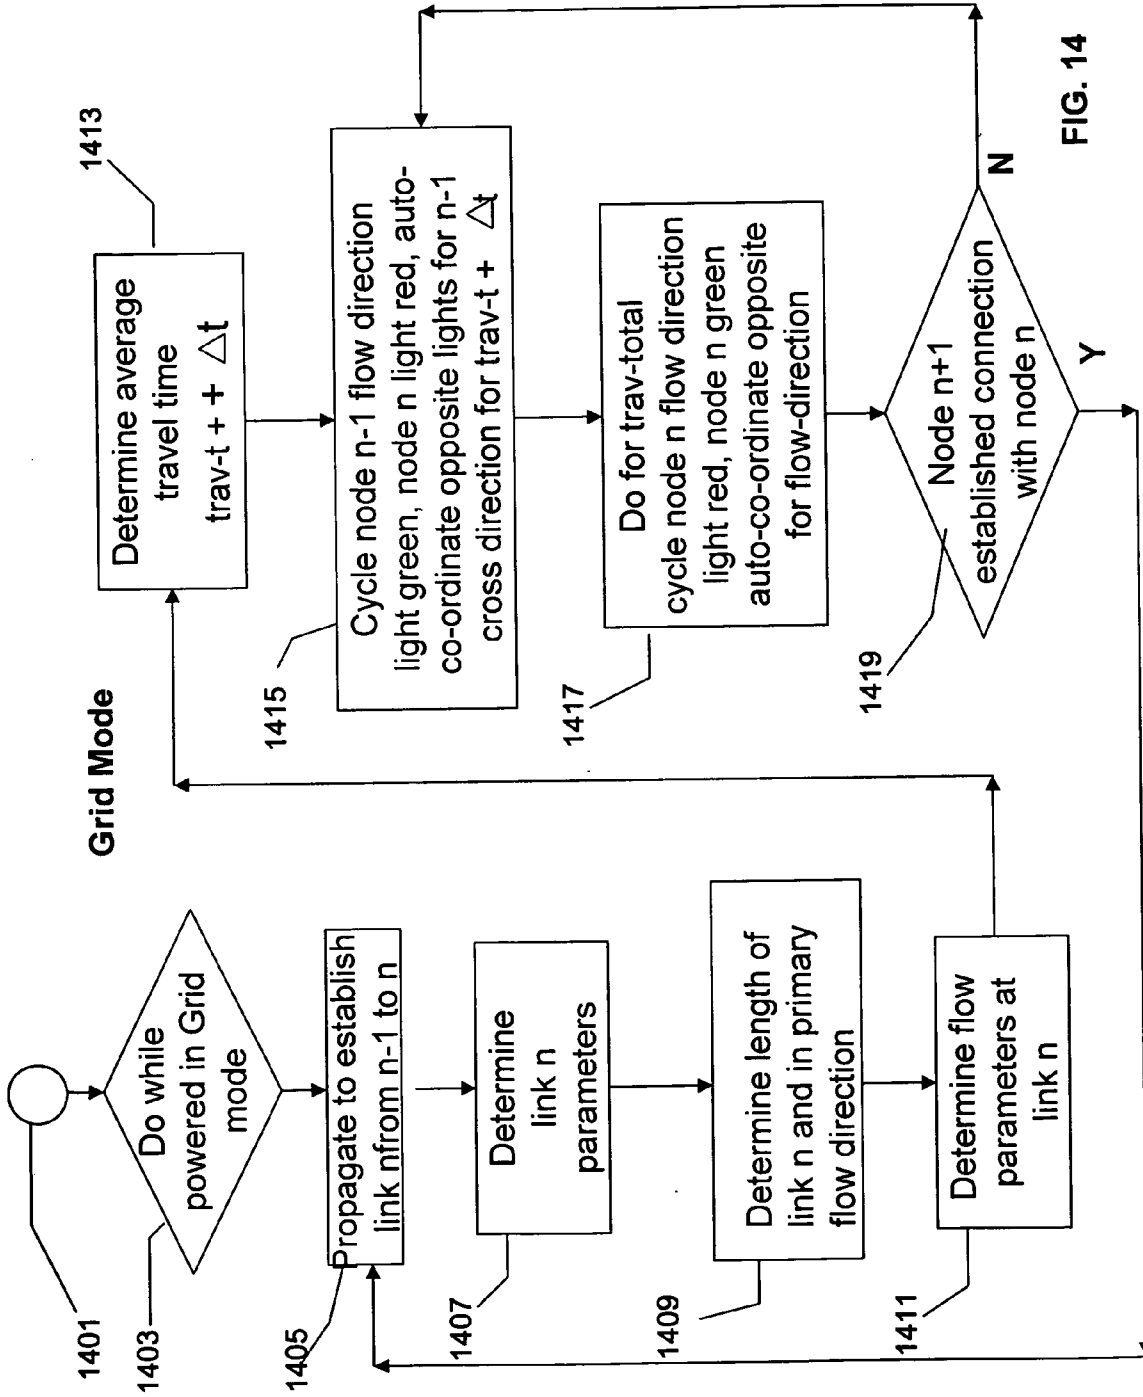 Grid Mode
1401
1403
Do while
powered in Grid
mode
1405
Propagate to establish
link nfrom n-1 to n
1407
Determine
link n
parameters
1409
Determine length of
link n and in primary
flow direction
1411
Determine flow
parameters at
link n
1413
Determine average
travel time
trav-t + + △t
1415
Cycle node n-1 flow direction
light green, node n light red, auto-
co-ordinate opposite lights for n-1
cross direction for trav-t + △t
1417
Do for trav-total
cycle node n flow direction
light red, node n green
auto-co-ordinate opposite
for flow-direction
1419
Node n+1
established connection
with node n
N
Y
FIG. 14